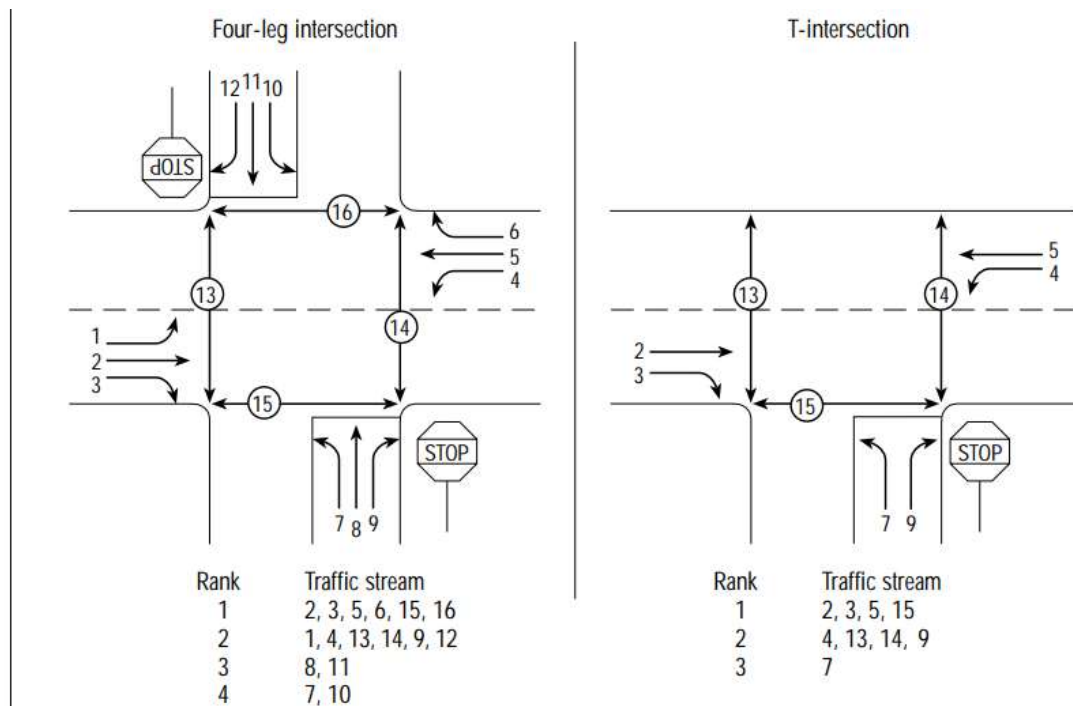 Four-leg intersection
12
11
10
STOP
16
6
5
4
13
14
1
2
3
15
STOP
7
8
9
Rank Traffic stream
1 2, 3, 5, 6, 15, 16
2 1, 4, 13, 14, 9, 12
3 8, 11
4 7, 10
T-intersection
5
4
13
14
2
3
15
STOP
7
9
Rank Traffic stream
1 2, 3, 5, 15
2 4, 13, 14, 9
3 7